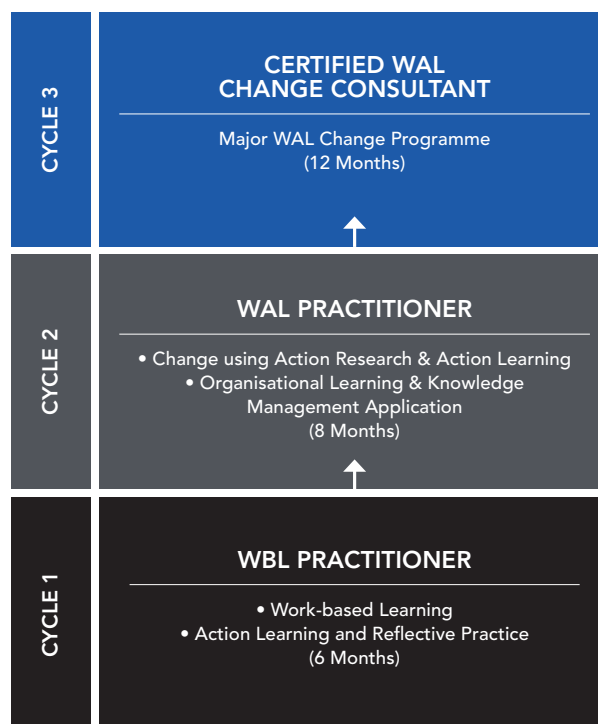 CYCLE 3
CERTIFIED WAL
CHANGE CONSULTANT
Major WAL Change Programme
(12 Months)
CYCLE 2
WAL PRACTITIONER
• Change using Action Research & Action Learning
• Organisational Learning & Knowledge
Management Application
(8 Months)
CYCLE 1
WBL PRACTITIONER
• Work-based Learning
• Action Learning and Reflective Practice
(6 Months)